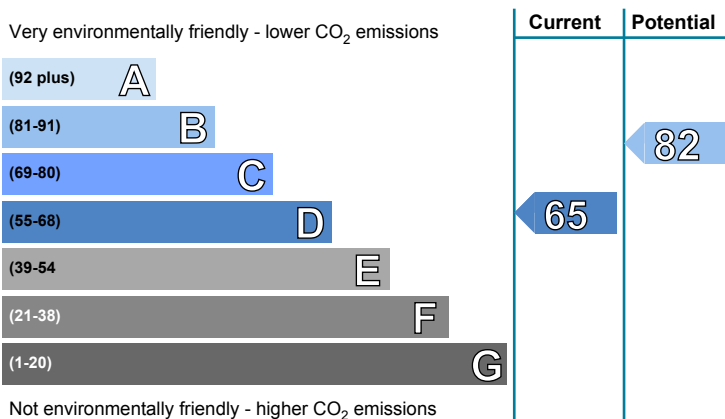 Very environmentally friendly - lower CO2 emissions
Current Potential
(92 plus) A
(81-91) B
82
(69-80) C
(55-68) D
65
(39-54 E
(21-38) F
(1-20) G
Not environmentally friendly - higher CO2 emissions